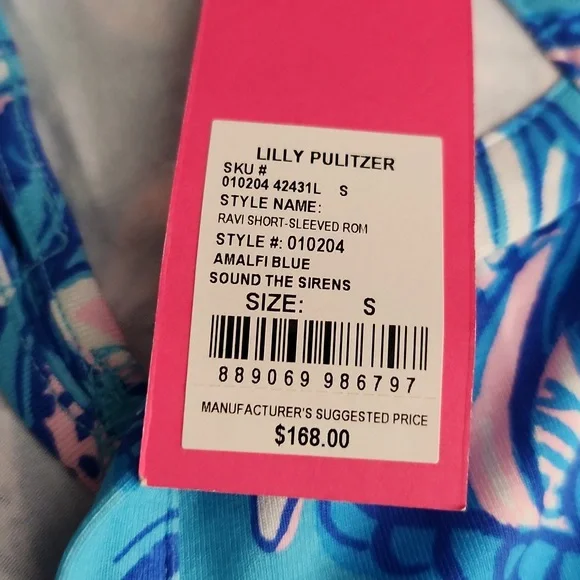 LILLY PULITZER
SKU #
010204 42431L S
STYLE NAME:
RAVI SHORT-SLEEVED ROM
STYLE #: 010204
AMALFI BLUE
SOUND THE SIRENS
SIZE: S
889069 986797
MANUFACTURER'S SUGGESTED PRICE
$168.00